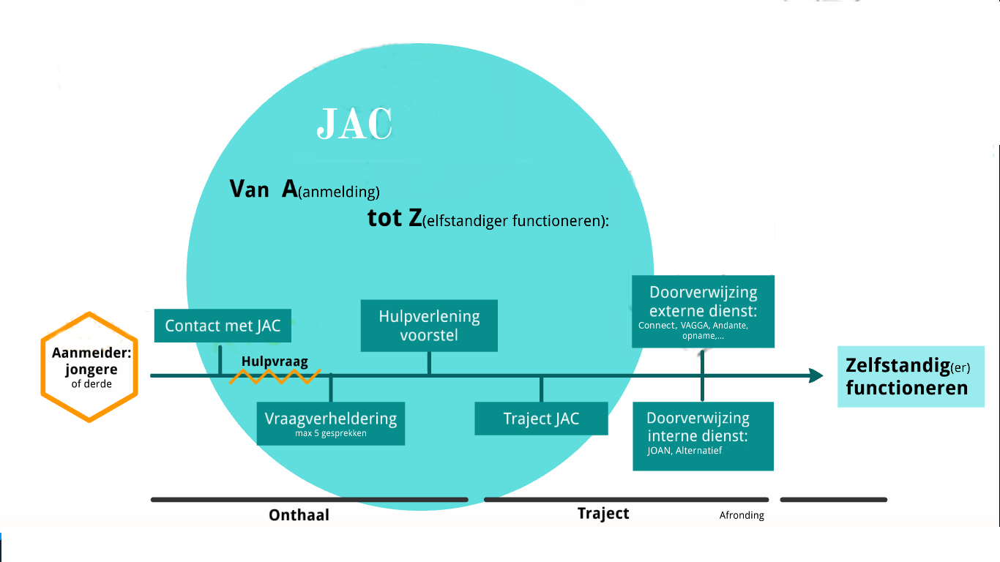 JAC
Van A(anmelding)
tot Z(elfstandiger functioneren):
Aanmelder:
jongere
of derde
Contact met JAC
Hulpvraag
Vraagverheldering
max 5 gesprekken
Hulpverlening
voorstel
Traject JAC
Doorverwijzing
externe dienst:
Connect, VAGGA, Andante,
opname,...
Doorverwijzing
interne dienst:
JOAN, Alternatief
Zelfstandig(er)
functioneren
Onthaal
Traject
Afronding